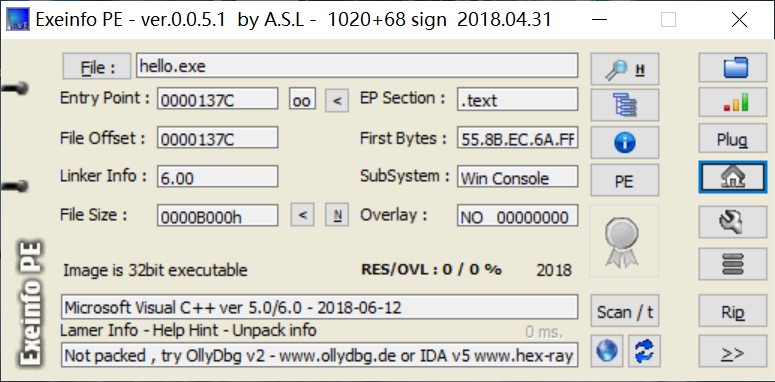 Exeinfo PE - ver.0.0.5.1 by A.S.L - 1020+68 sign 2018.04.31
File : hello.exe
Entry Point : 0000137C oo < EP Section : .text
File Offset : 0000137C First Bytes : 55.8B.EC.6A.FF Plug
Linker Info : 6.00 SubSystem : Win Console PE
File Size : 0000B000h < N Overlay : NO 00000000
H
Image is 32bit executable RES/OVL : 0 / 0 % 2018
Exeinfo PE
Microsoft Visual C++ ver 5.0/6.0 - 2018-06-12 Scan / t Rip
Lamer Info - Help Hint - Unpack info 0 ms.
Not packed , try OllyDbg v2 - www.ollydbg.de or IDA v5 www.hex-ray >>